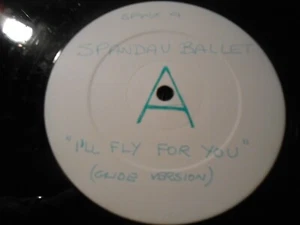 SPANDAU BALLET
A
"I'LL FLY FOR YOU"
(GLIDE VERSION)